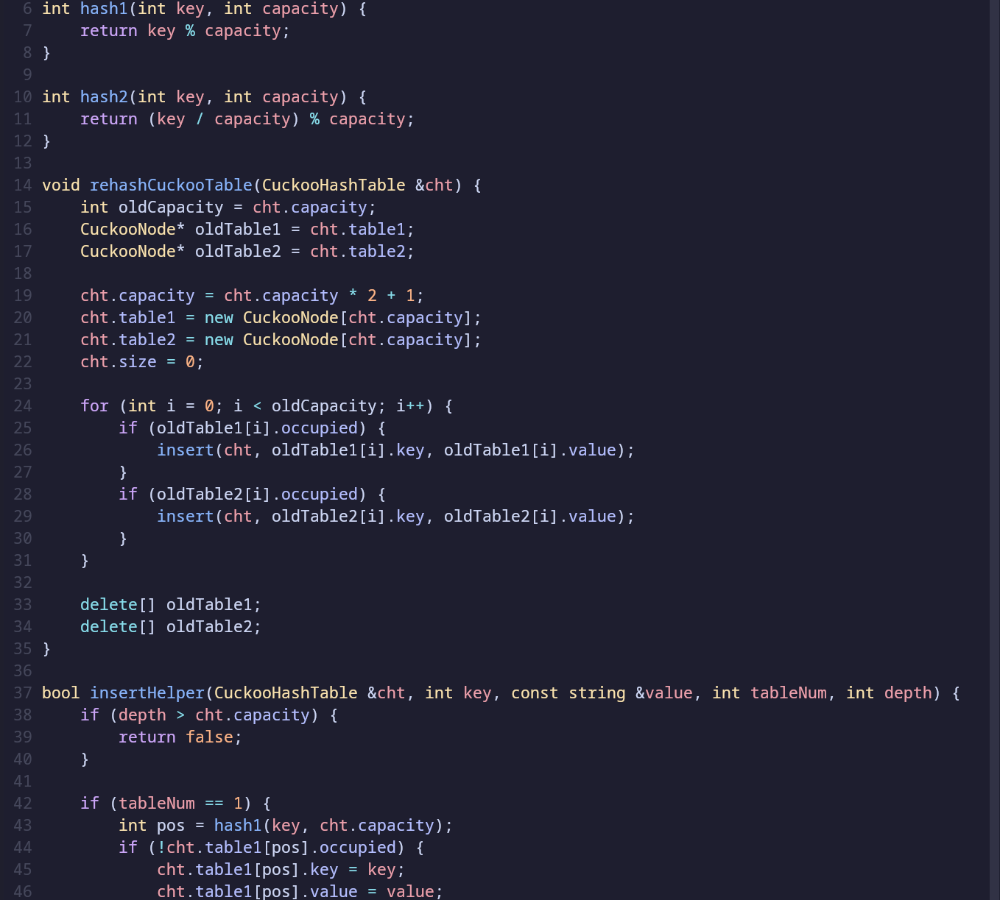 6 int hash1(int key, int capacity) {
7     return key % capacity;
8 }
9
10 int hash2(int key, int capacity) {
11     return (key / capacity) % capacity;
12 }
13
14 void rehashCuckooTable(CuckooHashTable &cht) {
15     int oldCapacity = cht.capacity;
16     CuckooNode* oldTable1 = cht.table1;
17     CuckooNode* oldTable2 = cht.table2;
18
19     cht.capacity = cht.capacity * 2 + 1;
20     cht.table1 = new CuckooNode[cht.capacity];
21     cht.table2 = new CuckooNode[cht.capacity];
22     cht.size = 0;
23
24     for (int i = 0; i < oldCapacity; i++) {
25         if (oldTable1[i].occupied) {
26             insert(cht, oldTable1[i].key, oldTable1[i].value);
27         }
28         if (oldTable2[i].occupied) {
29             insert(cht, oldTable2[i].key, oldTable2[i].value);
30         }
31     }
32
33     delete[] oldTable1;
34     delete[] oldTable2;
35 }
36
37 bool insertHelper(CuckooHashTable &cht, int key, const string &value, int tableNum, int depth) {
38     if (depth > cht.capacity) {
39         return false;
40     }
41
42     if (tableNum == 1) {
43         int pos = hash1(key, cht.capacity);
44         if (!cht.table1[pos].occupied) {
45             cht.table1[pos].key = key;
46             cht.table1[pos].value = value;